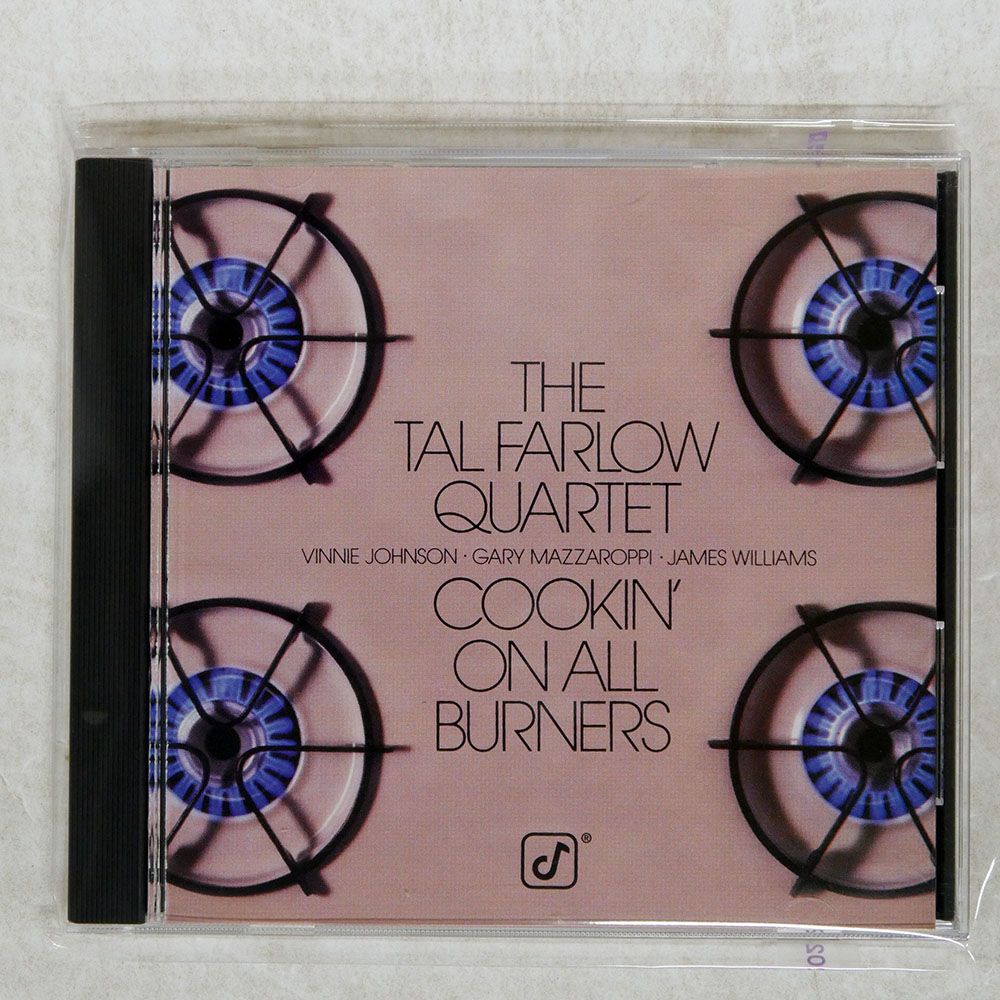 THE
TAL FARLOW
QUARTET
VINNIE JOHNSON · GARY MAZZAROPPI · JAMES WILLIAMS
COOKIN'
ON ALL
BURNERS
®